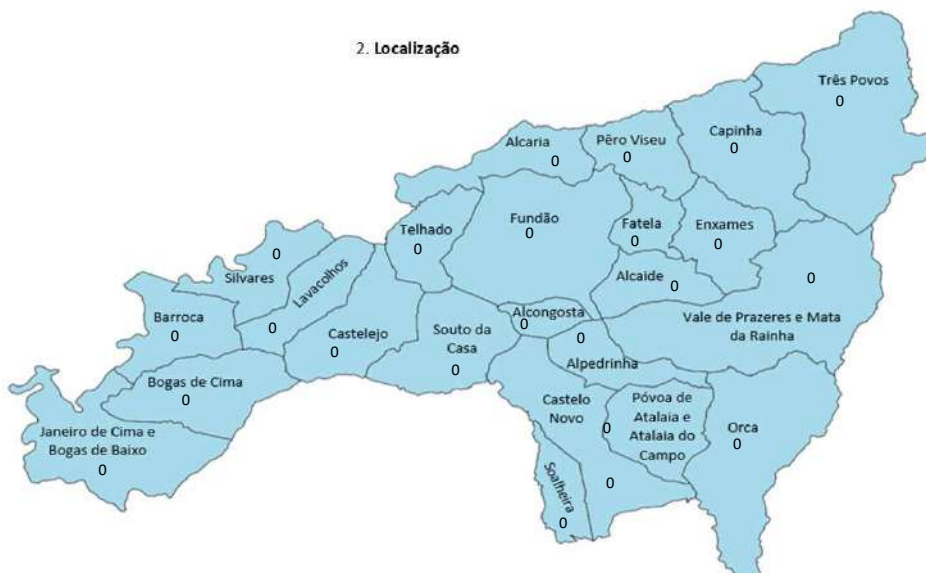 2. Localização
Três Povos
0
Alcaria
0
Pêro Viseu
0
Capinha
0
Telhado
0
Fundão
0
Fatela
0
Enxames
0
0
Silvares
Lavacolhos
0
Alcaide
0
0
Vale de Prazeres e Mata
da Rainha
Barroca
0
Castelejo
0
Souto da
Casa
0
Alcongosta
0
0
Alpedrinha
Bogas de Cima
0
Castelo
Novo
0
Póvoa de
Atalaia e
Atalaia do
Campo
0
Orca
0
Janeiro de Cima e
Bogas de Baixo
0
Soalheira
0